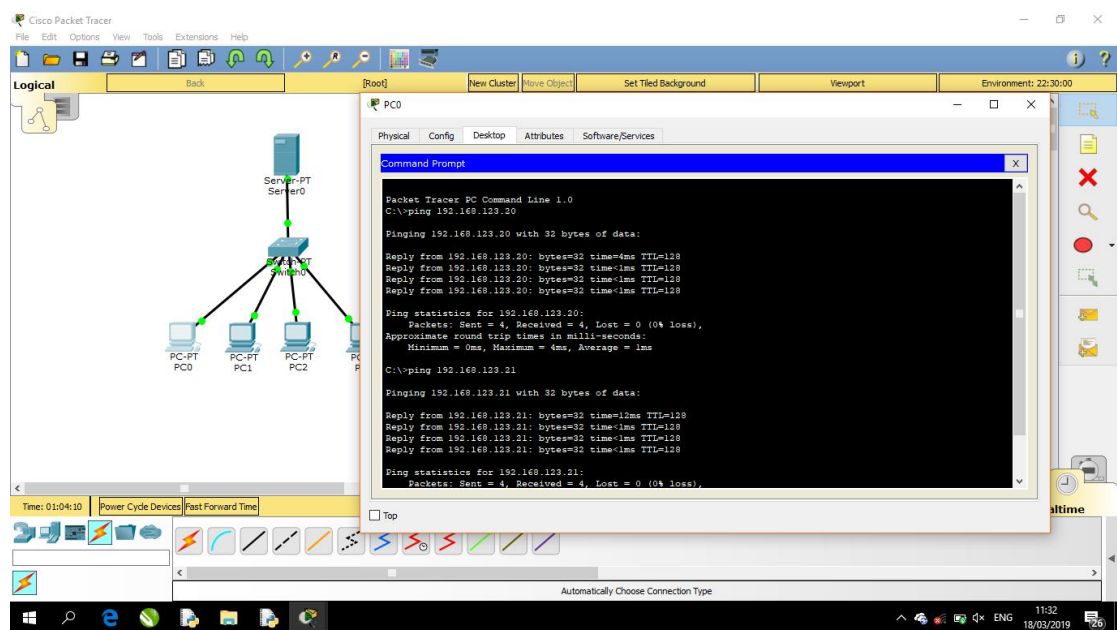 Cisco Packet Tracer
File Edit Options View Tools Extensions Help
Logical Back [Root] New Cluster Move Object Set Tiled Background Viewport Environment: 22:30:00
PC0
Physical Config Desktop Attributes Software/Services
Command Prompt X
Packet Tracer PC Command Line 1.0
C:\>ping 192.168.123.20
Pinging 192.168.123.20 with 32 bytes of data:
Reply from 192.168.123.20: bytes=32 time=4ms TTL=128
Reply from 192.168.123.20: bytes=32 time<1ms TTL=128
Reply from 192.168.123.20: bytes=32 time<1ms TTL=128
Reply from 192.168.123.20: bytes=32 time<1ms TTL=128
Ping statistics for 192.168.123.20:
Packets: Sent = 4, Received = 4, Lost = 0 (0% loss),
Approximate round trip times in milli-seconds:
Minimum = 0ms, Maximum = 4ms, Average = 1ms
C:\>ping 192.168.123.21
Pinging 192.168.123.21 with 32 bytes of data:
Reply from 192.168.123.21: bytes=32 time=12ms TTL=128
Reply from 192.168.123.21: bytes=32 time<1ms TTL=128
Reply from 192.168.123.21: bytes=32 time<1ms TTL=128
Reply from 192.168.123.21: bytes=32 time<1ms TTL=128
Ping statistics for 192.168.123.21:
Packets: Sent = 4, Received = 4, Lost = 0 (0% loss),
Top
Server-PT
Server0
Switch-PT
Switch0
PC-PT
PC0
PC-PT
PC1
PC-PT
PC2
Time: 01:04:10 Power Cycle Devices Fast Forward Time
altime
Automatically Choose Connection Type
ENG
11:32
18/03/2019
26